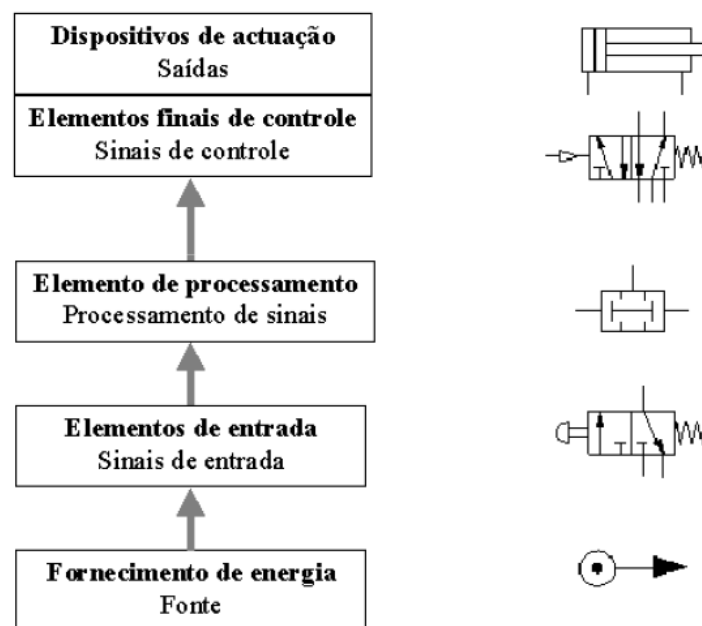 Dispositivos de actuação
Saídas
Elementos finais de controle
Sinais de controle
Elemento de processamento
Processamento de sinais
Elementos de entrada
Sinais de entrada
Fornecimento de energia
Fonte